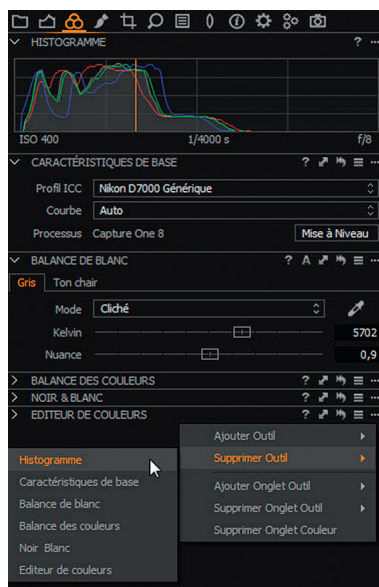 HISTOGRAMME ? ...
ISO 400 1/4000 s f/8
CARACTÉRISTIQUES DE BASE ? ...
Profil ICC Nikon D7000 Générique
Courbe Auto
Processus Capture One 8 Mise à Niveau
BALANCE DE BLANC ? A ...
Gris Ton chair
Mode Cliché
Kelvin 5702
Nuance 0,9
BALANCE DES COULEURS ? ...
NOIR & BLANC ? ...
EDITEUR DE COULEURS ? ...
Ajouter Outil
Supprimer Outil
Ajouter Onglet Outil
Supprimer Onglet Outil
Supprimer Onglet Couleur
Histogramme
Caractéristiques de base
Balance de blanc
Balance des couleurs
Noir Blanc
Editeur de couleurs